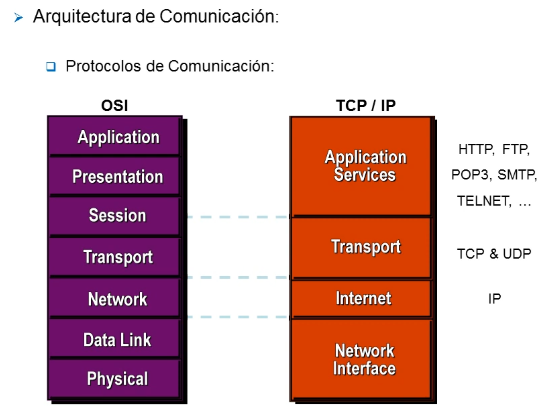 Arquitectura de Comunicación:
Protocolos de Comunicación:
OSI
TCP / IP
Application
Presentation
Session
Transport
Network
Data Link
Physical
Application
Services
Transport
Internet
Network
Interface
HTTP, FTP,
POP3, SMTP,
TELNET, ...
TCP & UDP
IP